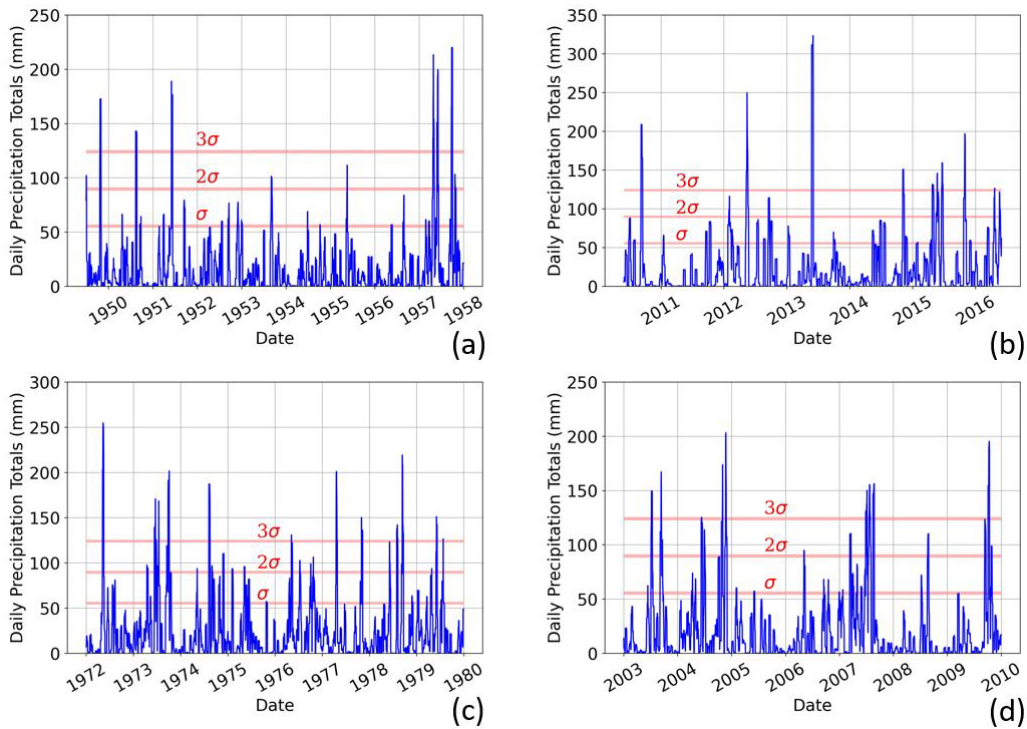 250
200
150
100
50
0
Daily Precipitation Totals (mm)
3σ
2σ
σ
1950
1951
1952
1953
1954
1955
1956
1957
1958
Date
(a)
350
300
250
200
150
100
50
0
Daily Precipitation Totals (mm)
3σ
2σ
σ
2011
2012
2013
2014
2015
2016
Date
(b)
300
250
200
150
100
50
0
Daily Precipitation Totals (mm)
3σ
2σ
σ
1972
1973
1974
1975
1976
1977
1978
1979
1980
Date
(c)
250
200
150
100
50
0
Daily Precipitation Totals (mm)
3σ
2σ
σ
2003
2004
2005
2006
2007
2008
2009
2010
Date
(d)